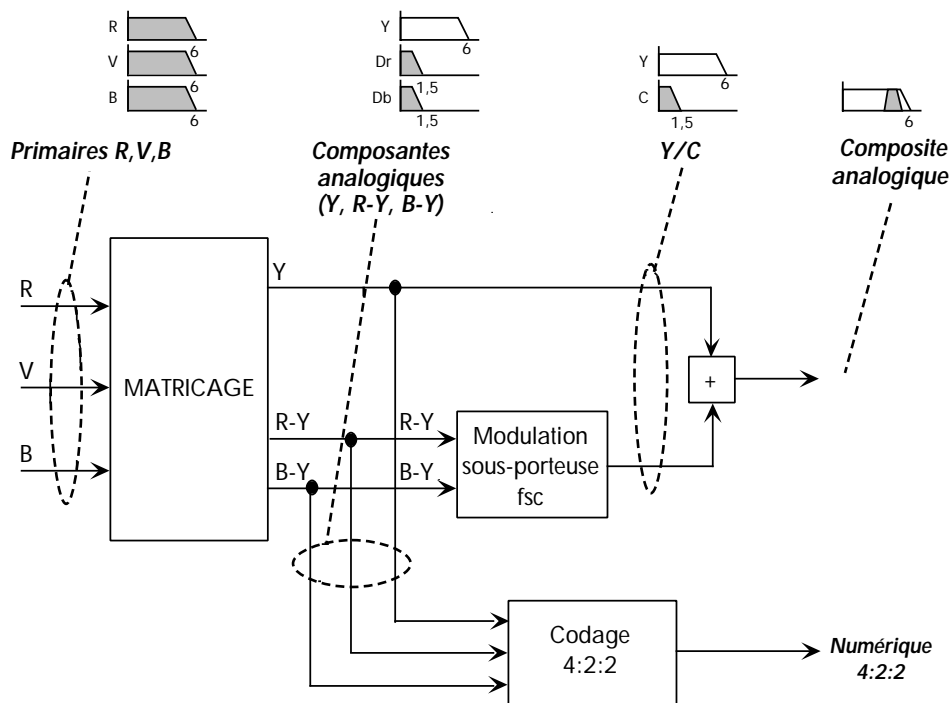 R
6
V
6
B
6
Y
6
Dr
1,5
Db
1,5
Y
6
C
1,5
6
Primaires R,V,B
Composantes
analogiques
(Y, R-Y, B-Y)
Y/C
Composite
analogique
R
V
B
MATRICAGE
Y
R-Y
R-Y
B-Y
B-Y
Modulation
sous-porteuse
fsc
+
Codage
4:2:2
Numérique
4:2:2